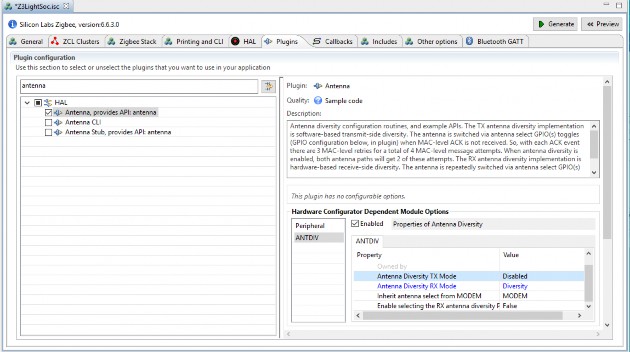 *Z3LightSoc.isc
Silicon Labs Zigbee, version:6.6.3.0
Generate
Preview
General
ZCL Clusters
Zigbee Stack
Printing and CLI
HAL
Plugins
Callbacks
Includes
Other options
Bluetooth GATT
Plugin configuration
Use this section to select or unselect the plugins that you want to use in your application
antenna
HAL
Antenna, provides API: antenna
Antenna CLI
Antenna Stub, provides API: antenna
Plugin: Antenna
Quality: Sample code
Description:
Antenna diversity configuration routines, and example APIs. The TX antenna diversity implementation
is software-based transmit-side diversity. The antenna is switched via antenna select GPIO(s) toggles
(GPIO configuration below, in plugin) when MAC-level ACK is not received. So, with each ACK event
there are 3 MAC-level retries for a total of 4 MAC-level message attempts. When antenna diversity is
enabled, both antenna paths will get 2 of these attempts. The RX antenna diversity implementation is
hardware-based receive-side diversity. The antenna is repeatedly switched via antenna select GPIO(s)
This plugin has no configurable options.
Hardware Configurator Dependent Module Options
Peripheral
ANTDIV
Enabled
Properties of Antenna Diversity
ANTDIV
Property Value
Owned by
Antenna Diversity TX Mode Disabled
Antenna Diversity RX Mode Diversity
Inherit antenna select from MODEM MODEM
Enable selecting the RX antenna diversity F False